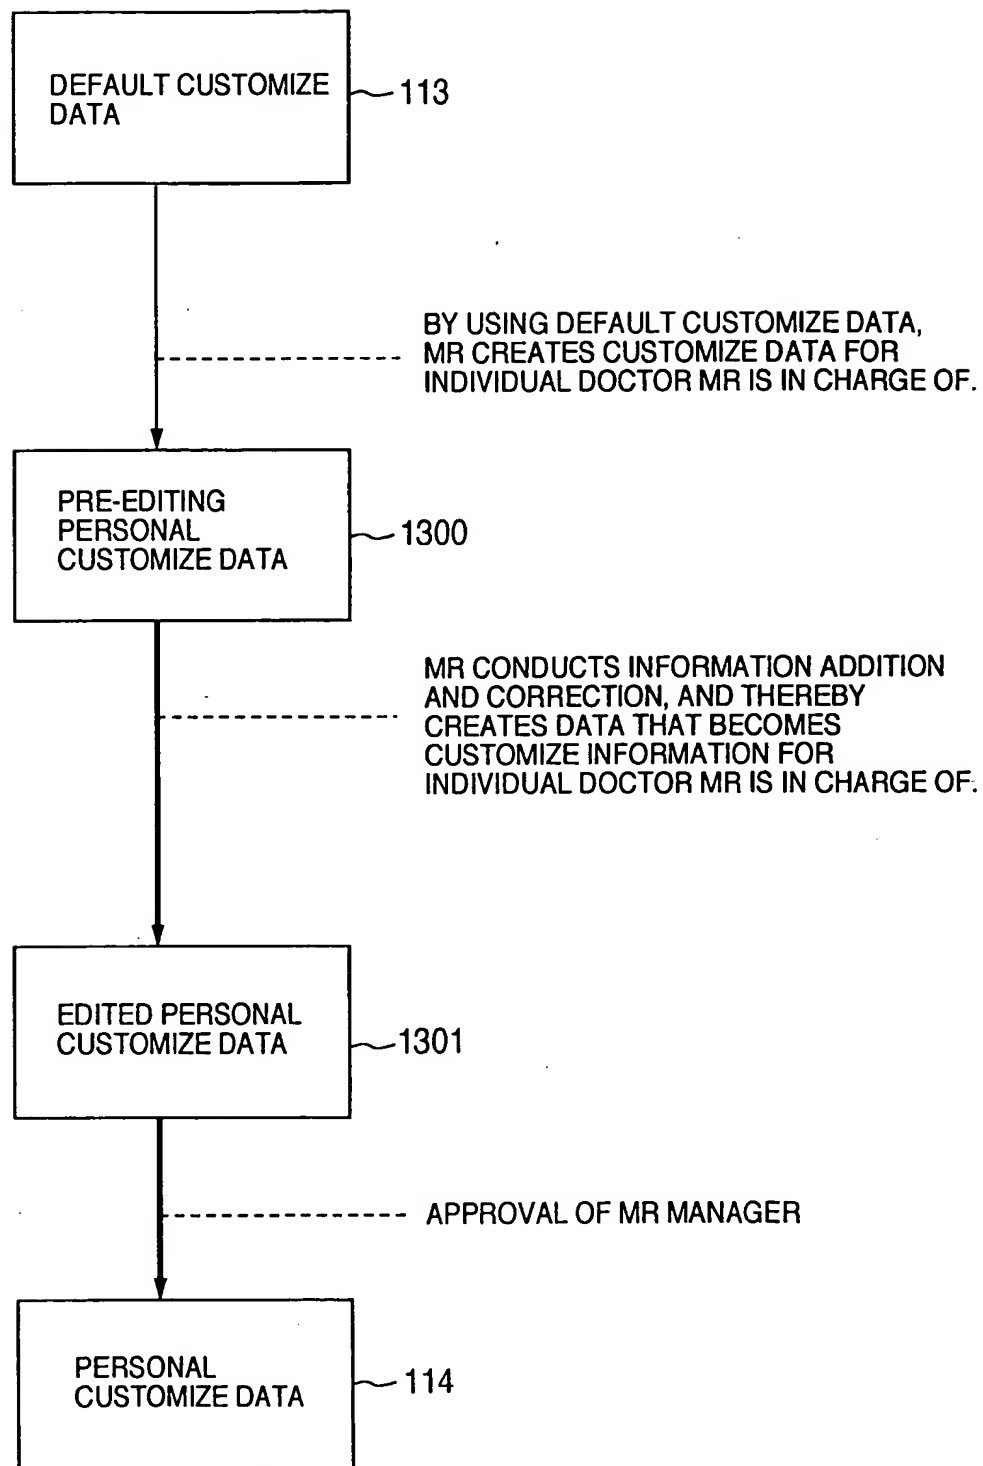 DEFAULT CUSTOMIZE
DATA
113
BY USING DEFAULT CUSTOMIZE DATA,
MR CREATES CUSTOMIZE DATA FOR
INDIVIDUAL DOCTOR MR IS IN CHARGE OF.
PRE-EDITING
PERSONAL
CUSTOMIZE DATA
1300
MR CONDUCTS INFORMATION ADDITION
AND CORRECTION, AND THEREBY
CREATES DATA THAT BECOMES
CUSTOMIZE INFORMATION FOR
INDIVIDUAL DOCTOR MR IS IN CHARGE OF.
EDITED PERSONAL
CUSTOMIZE DATA
1301
APPROVAL OF MR MANAGER
PERSONAL
CUSTOMIZE DATA
114